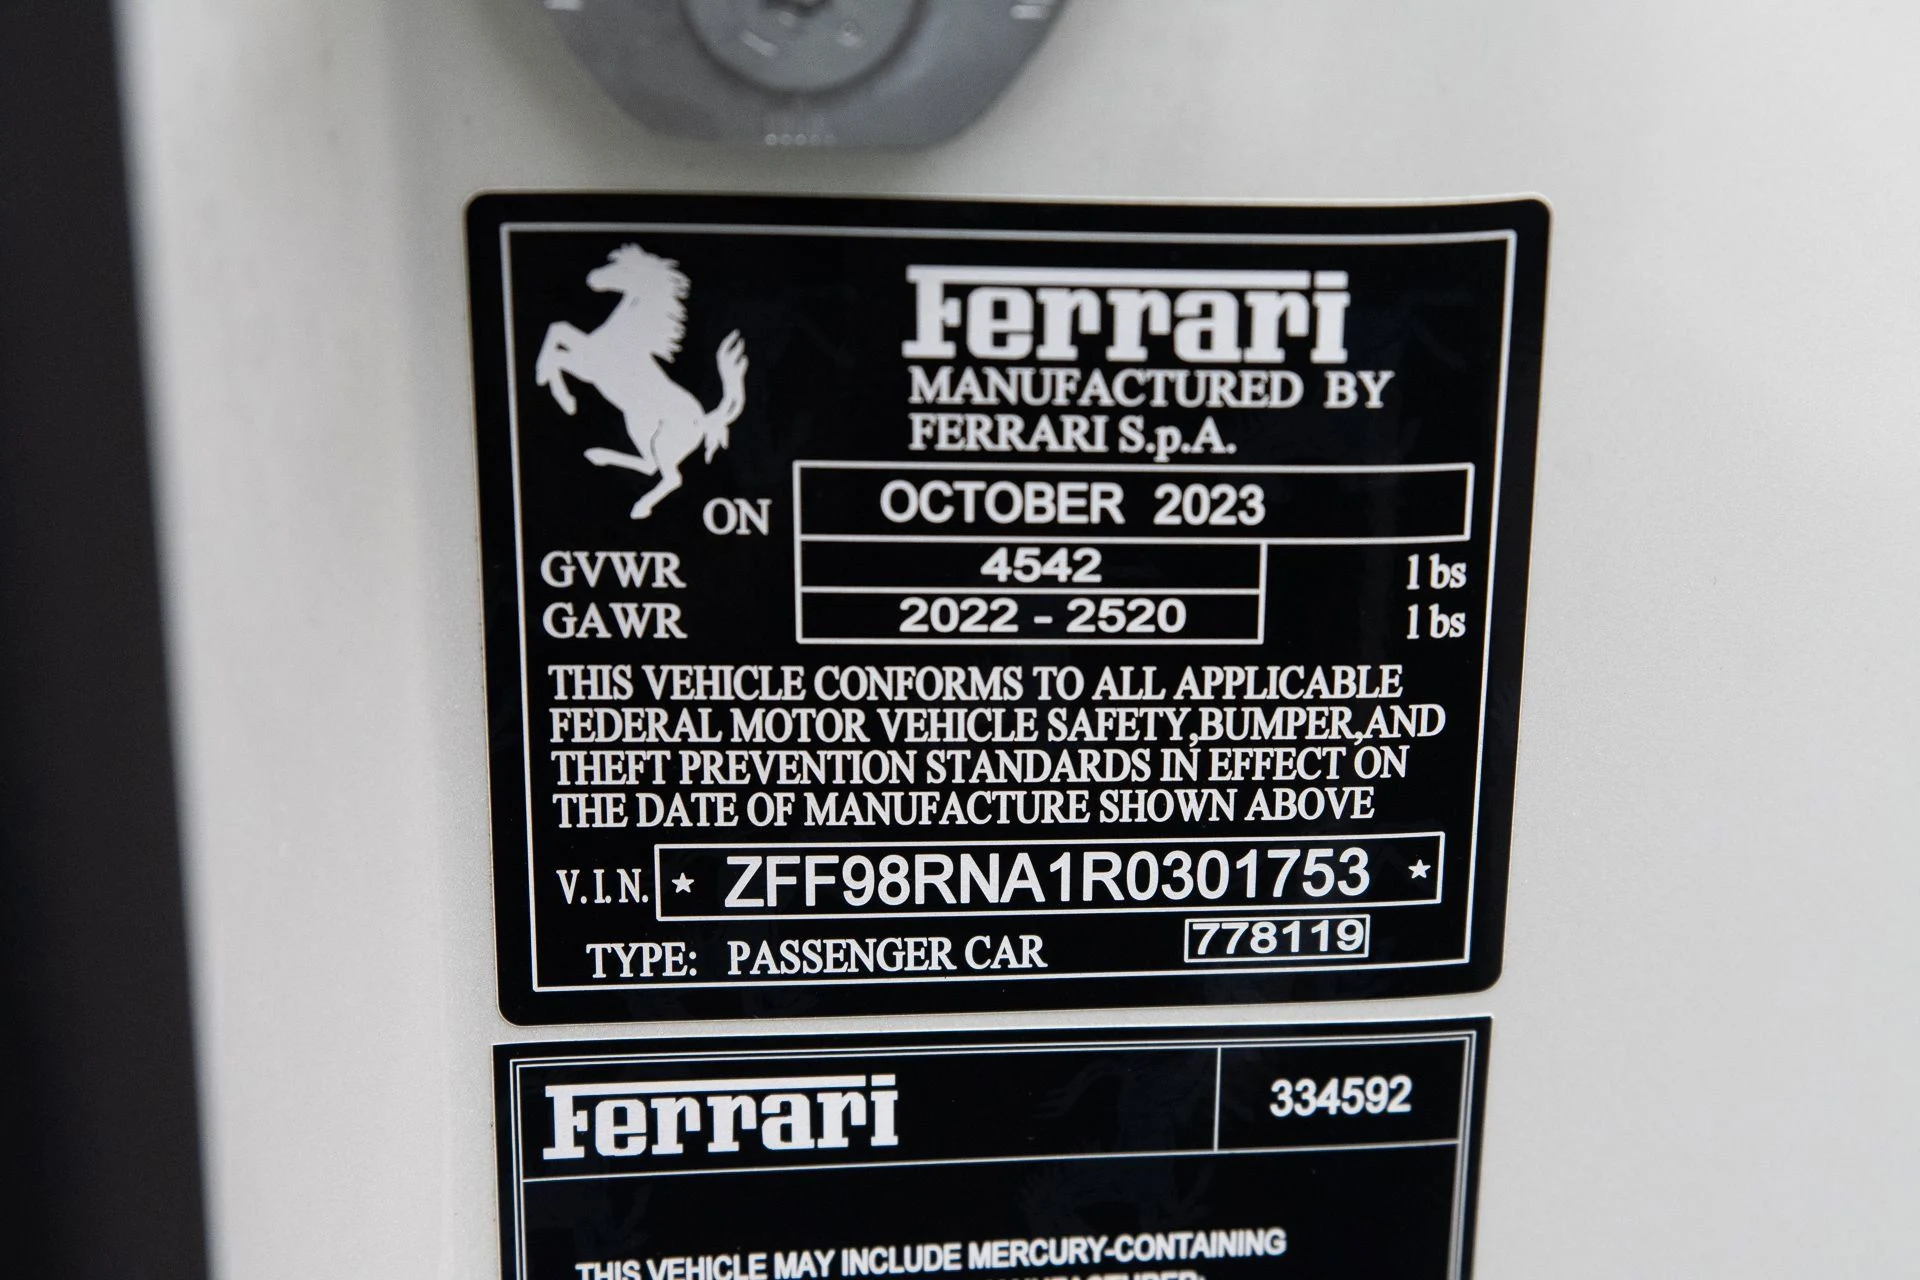 Ferrari
MANUFACTURED BY
FERRARI S.p.A.
ON OCTOBER 2023
GVWR 4542 lbs
GAWR 2022 - 2520 lbs
THIS VEHICLE CONFORMS TO ALL APPLICABLE
FEDERAL MOTOR VEHICLE SAFETY,BUMPER,AND
THEFT PREVENTION STANDARDS IN EFFECT ON
THE DATE OF MANUFACTURE SHOWN ABOVE
V.I.N. * ZFF98RNA1R0301753 *
TYPE: PASSENGER CAR 778119
Ferrari 334592
THIS VEHICLE MAY INCLUDE MERCURY-CONTAINING